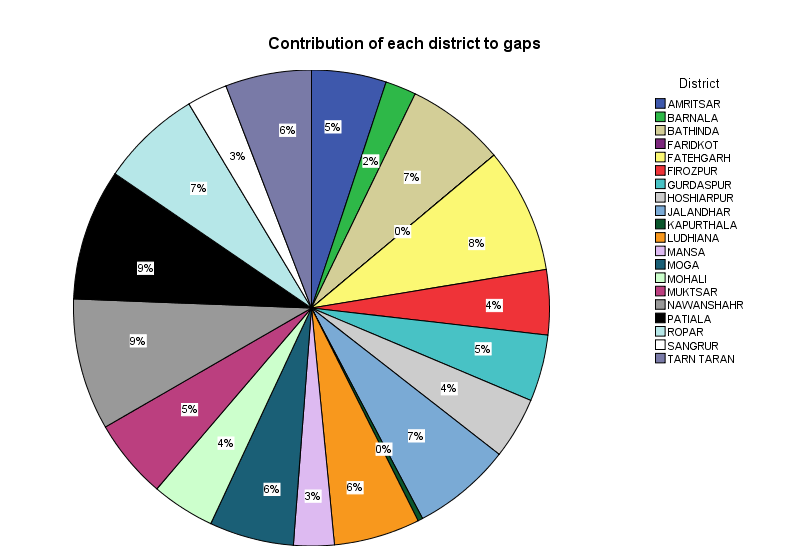 Contribution of each district to gaps
District
AMRITSAR
BARNALA
BATHINDA
FARIDKOT
FATEHGARH
FIROZPUR
GURDASPUR
HOSHIARPUR
JALANDHAR
KAPURTHALA
LUDHIANA
MANSA
MOGA
MOHALI
MUKTSAR
NAWANSHAHR
PATIALA
ROPAR
SANGRUR
TARN TARAN
5%
2%
7%
0%
8%
4%
5%
4%
7%
0%
6%
3%
6%
4%
5%
9%
9%
7%
3%
6%